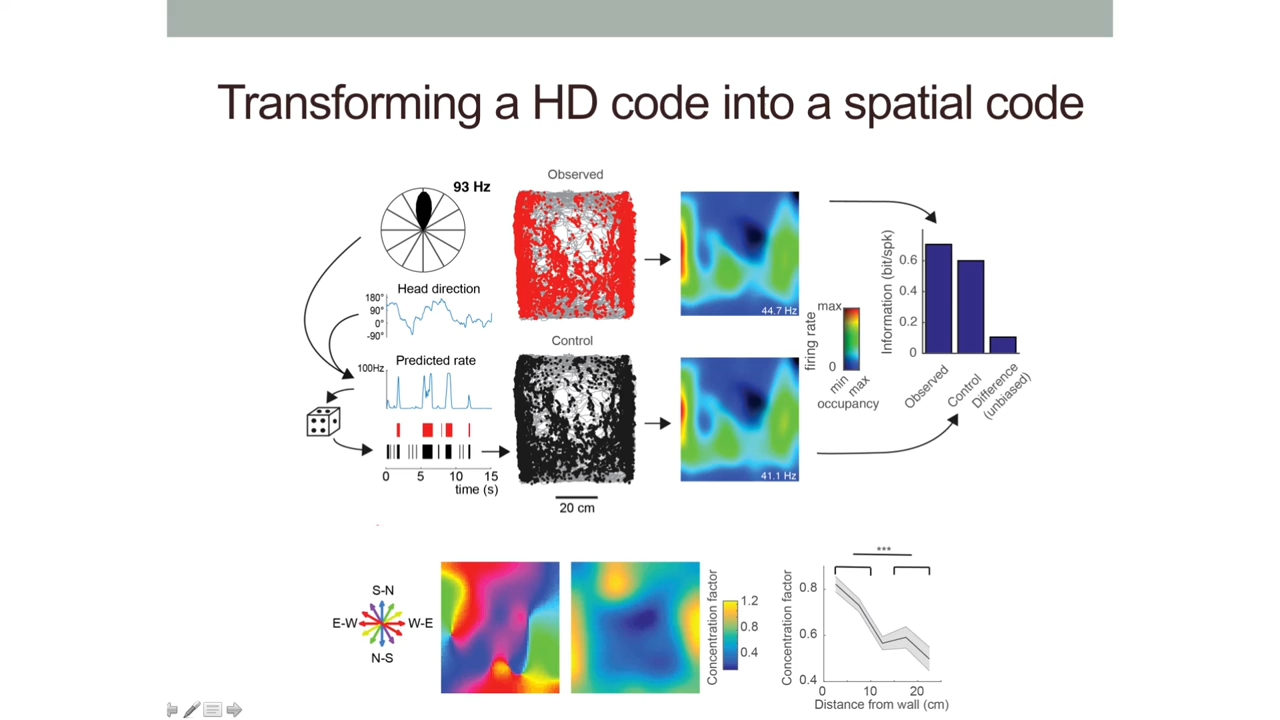 Transforming a HD code into a spatial code
93 Hz
Observed
44.7 Hz
Head direction
180°
90°
0°
-90°
Predicted rate
100Hz
0
5
10
15
time (s)
Control
20 cm
41.1 Hz
firing rate
max
0
min
max
occupancy
Information (bit/spk)
0.6
0.4
0.2
0
Observed
Control
Difference
(unbiased)
S-N
E-W
W-E
N-S
Concentration factor
1.2
0.8
0.4
***
Concentration factor
0.8
0.6
0.4
0
10
20
Distance from wall (cm)